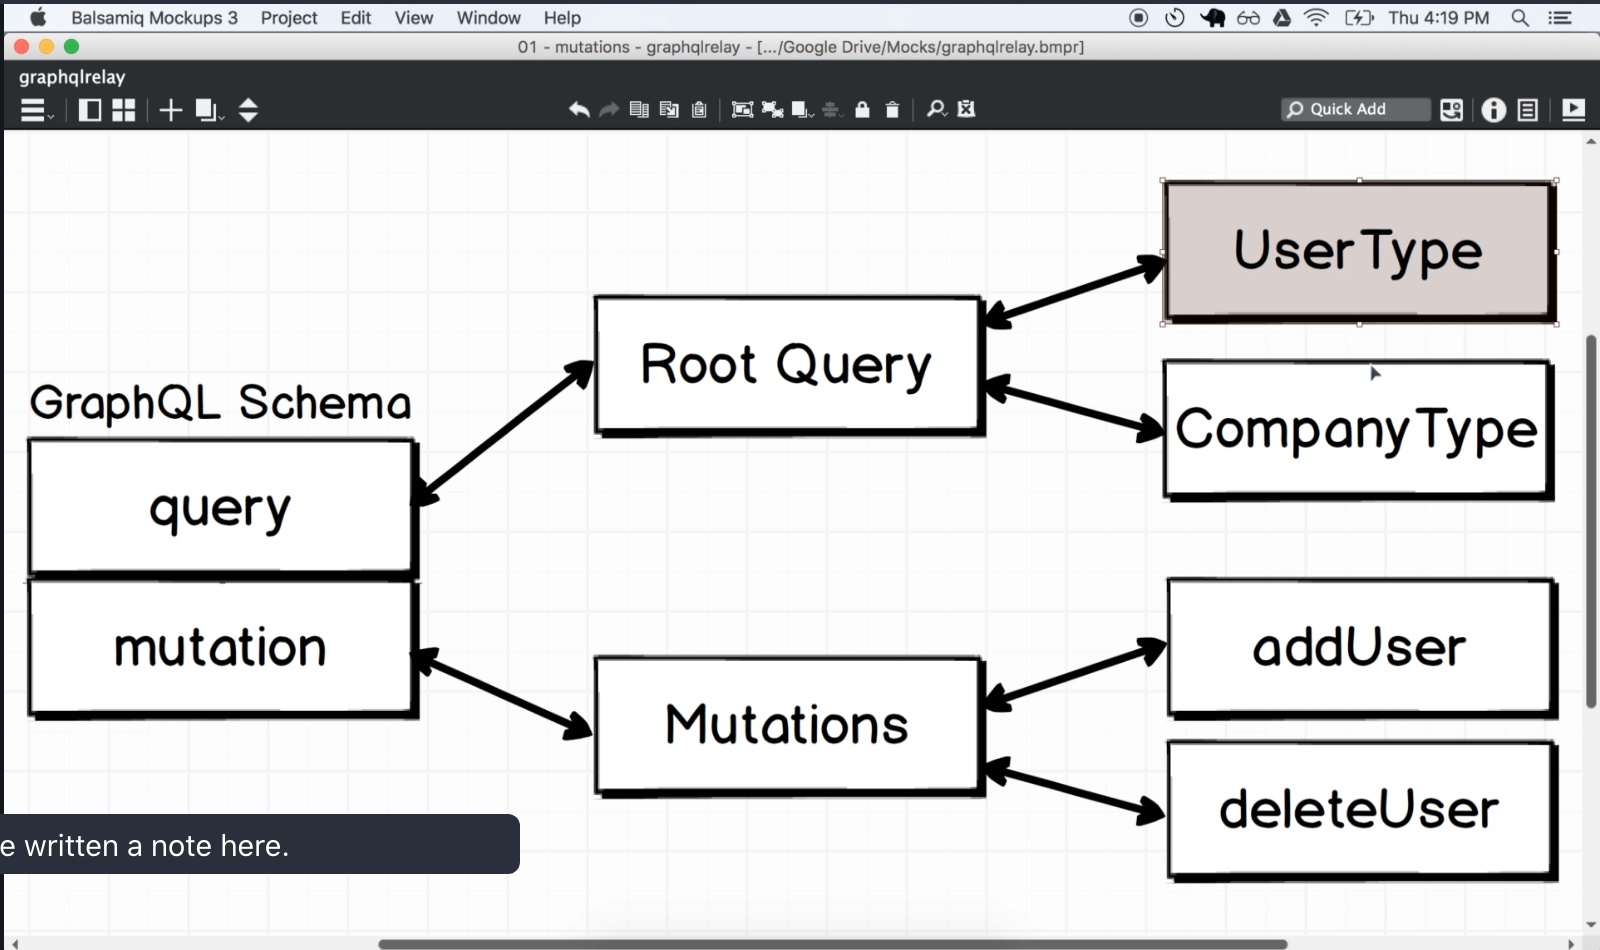 Balsamiq Mockups 3 Project Edit View Window Help Thu 4:19 PM
01 - mutations - graphqlrelay - [.../Google Drive/Mocks/graphqlrelay.bmpr]
graphqlrelay
Quick Add
UserType
Root Query
CompanyType
GraphQL Schema
query
mutation
addUser
Mutations
deleteUser
e written a note here.